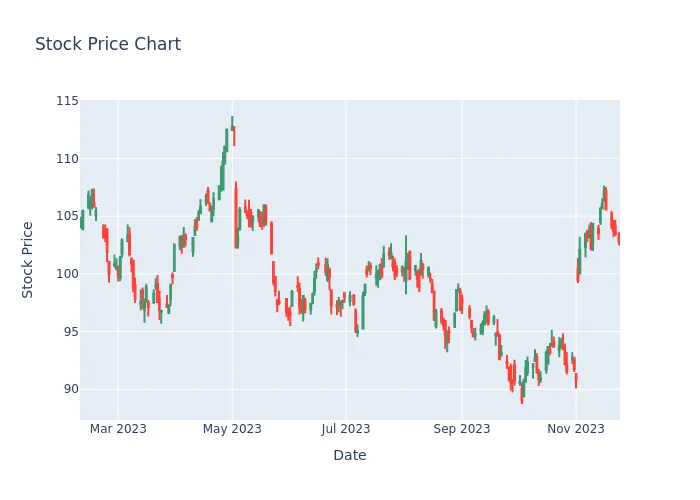 Stock Price Chart
115
110
105
100
95
90
Stock Price
Mar 2023
May 2023
Jul 2023
Sep 2023
Nov 2023
Date